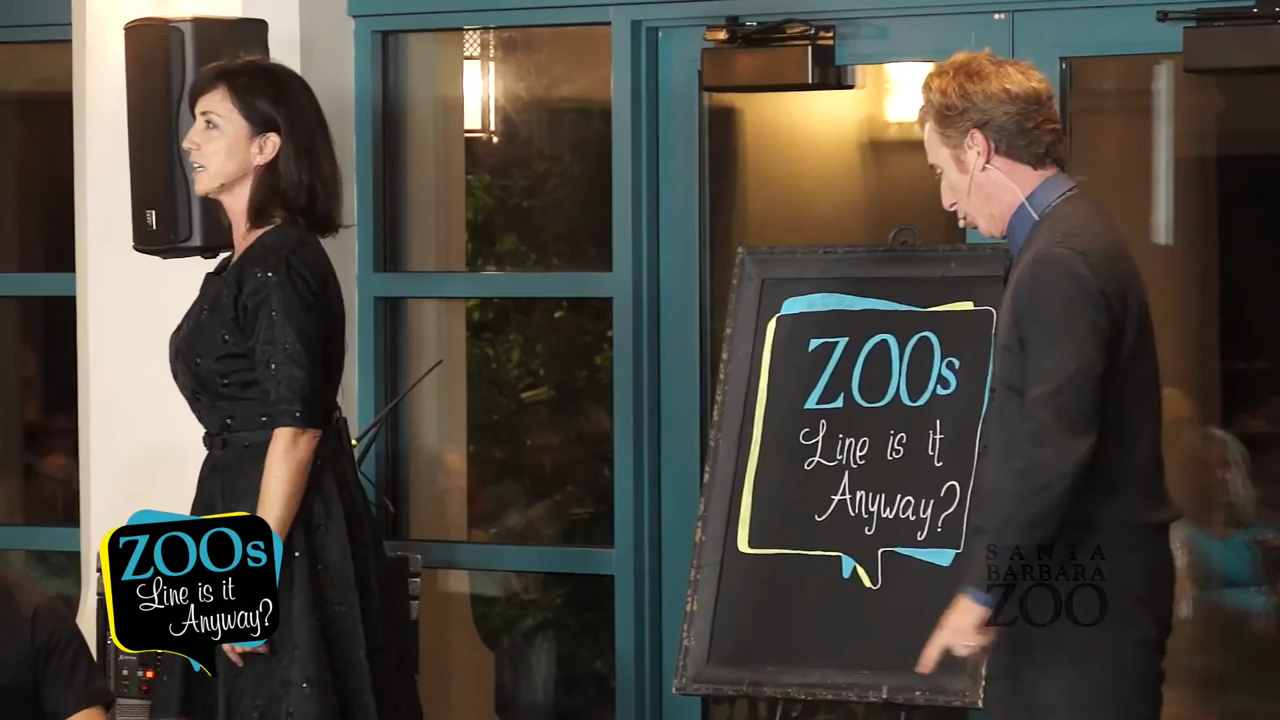 ZOOs
Line is it
Anyway?
ZOOs
Line is it
Anyway?
SANTA
BARBARA
ZOO